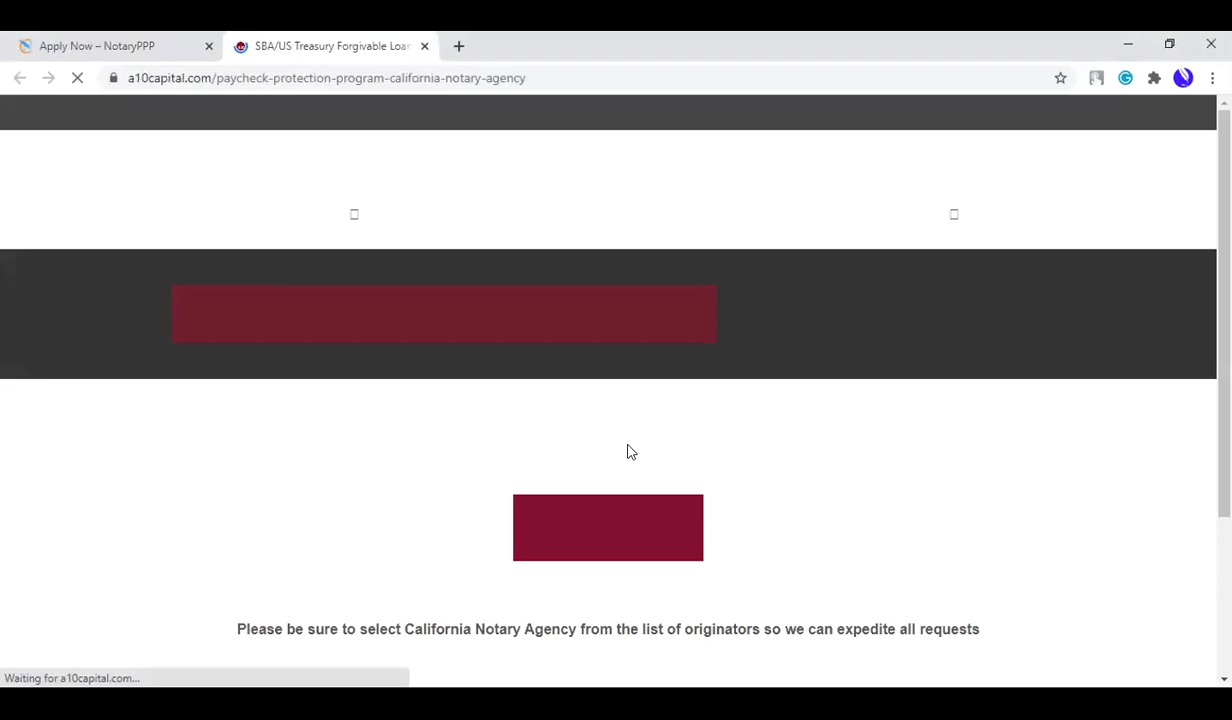 Apply Now – NotaryPPP
SBA/US Treasury Forgivable Loan
a10capital.com/paycheck-protection-program-california-notary-agency
Please be sure to select California Notary Agency from the list of originators so we can expedite all requests
Waiting for a10capital.com...